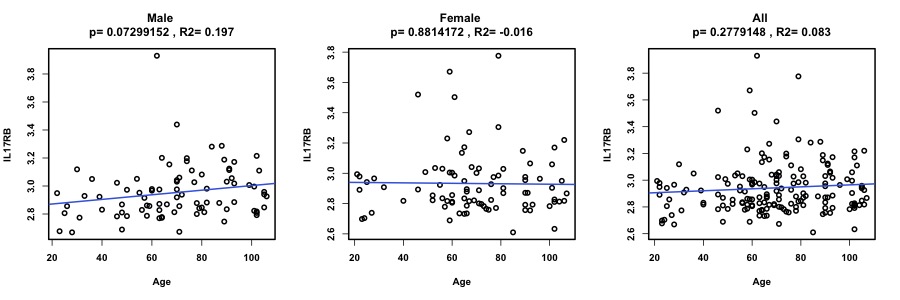 Male
p= 0.07299152 , R2= 0.197
IL17RB
3.8
3.6
3.4
3.2
3.0
2.8
20 40 60 80 100
Age
Female
p= 0.8814172 , R2= -0.016
IL17RB
3.8
3.6
3.4
3.2
3.0
2.8
2.6
20 40 60 80 100
Age
All
p= 0.2779148 , R2= 0.083
IL17RB
3.8
3.6
3.4
3.2
3.0
2.8
2.6
20 40 60 80 100
Age